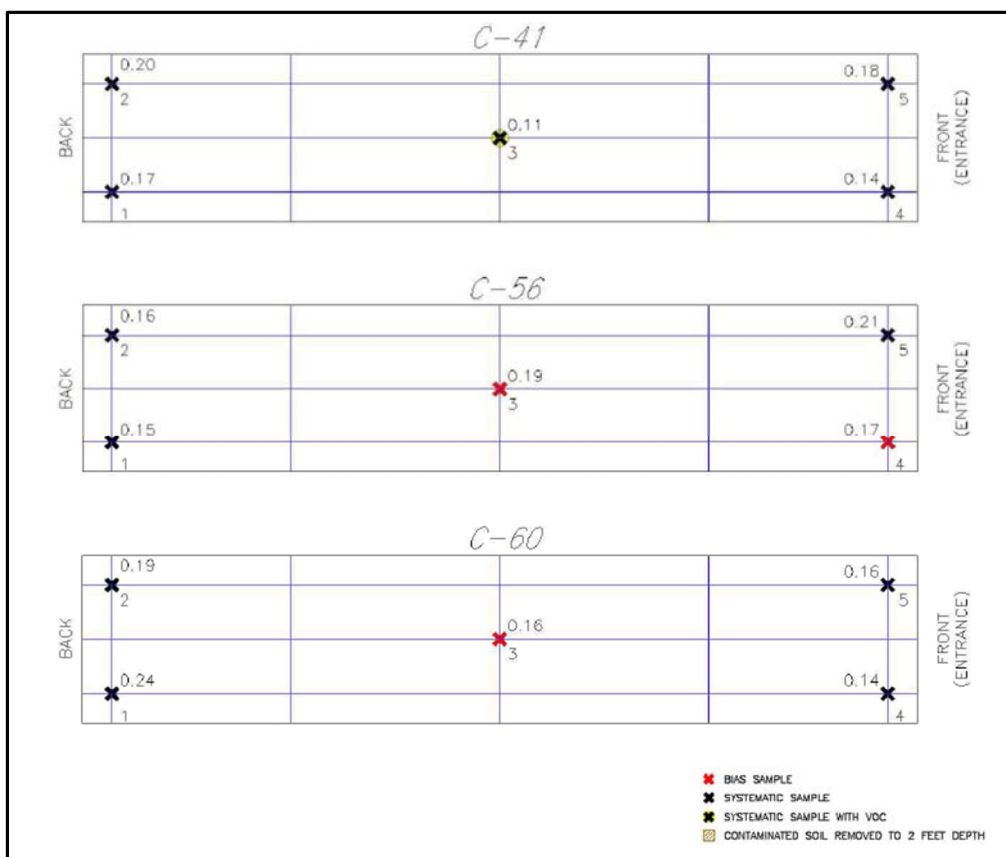 C-41
0.20
2
0.18
5
BACK
0.11
3
FRONT
(ENTRANCE)
0.17
1
0.14
4
C-56
0.16
2
0.21
5
BACK
0.19
3
FRONT
(ENTRANCE)
0.15
1
0.17
4
C-60
0.19
2
0.16
5
BACK
0.16
3
FRONT
(ENTRANCE)
0.24
1
0.14
4
BIAS SAMPLE
SYSTEMATIC SAMPLE
SYSTEMATIC SAMPLE WITH VOC
CONTAMINATED SOIL REMOVED TO 2 FEET DEPTH